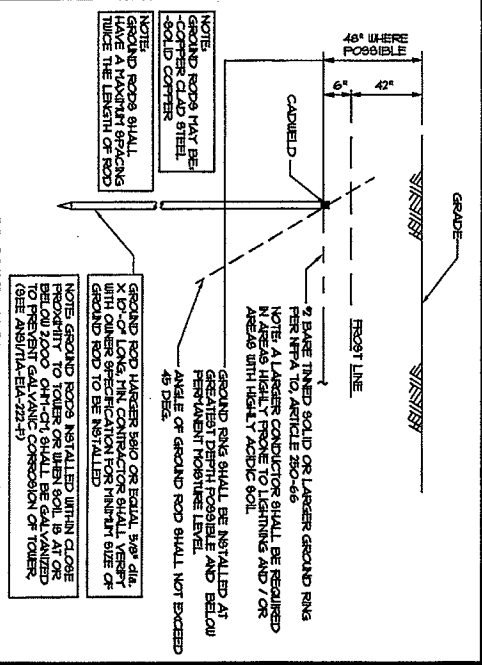 48" WHERE
POSSIBLE
6"
42"
GRADE
CADWELD
FROST LINE
#2 BARE TINNED SOLID OR LARGER GROUND RING
PER NFPA 70, ARTICLE 250-66
NOTE: A LARGER CONDUCTOR SHALL BE REQUIRED
IN AREAS HIGHLY PRONE TO LIGHTNING AND / OR
AREAS WITH HIGHLY ACIDIC SOIL
GROUND RING SHALL BE INSTALLED AT
GREATEST DEPTH POSSIBLE AND BELOW
PERMANENT MOISTURE LEVEL
ANGLE OF GROUND ROD SHALL NOT EXCEED
45 DEG.
NOTE:
GROUND RODS MAY BE:
-COPPER CLAD STEEL
-SOLID COPPER
NOTE:
GROUND RODS SHALL
HAVE A MAXIMUM SPACING
TWICE THE LENGTH OF ROD
GROUND ROD HARGER 5810 OR EQUAL 5/8" dia.
X 10'-0" LONG, MIN. CONTRACTOR SHALL VERIFY
WITH OWNER SPECIFICATION FOR MINIMUM SIZE OF
GROUND ROD TO BE INSTALLED
NOTE: GROUND RODS INSTALLED WITHIN CLOSE
PROXIMITY TO TOWER OR WHEN SOIL IS AT OR
BELOW 2,000 OHM-CM, SHALL BE GALVANIZED
TO PREVENT GALVANIC CORROSION OF TOWER.
(SEE ANSI/TIA-EIA-222-F)